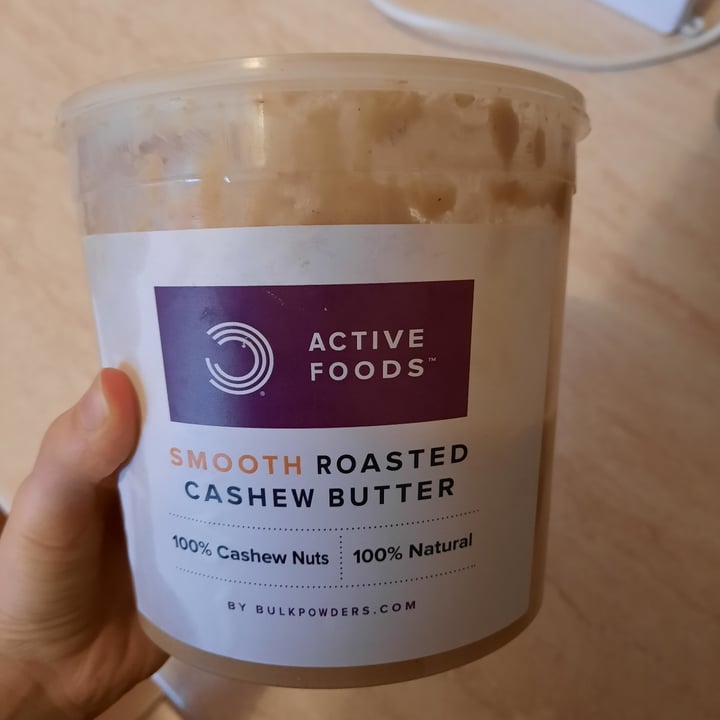 ACTIVE
FOODS™
SMOOTH ROASTED
CASHEW BUTTER
100% Cashew Nuts
100% Natural
BY BULKPOWDERS.COM